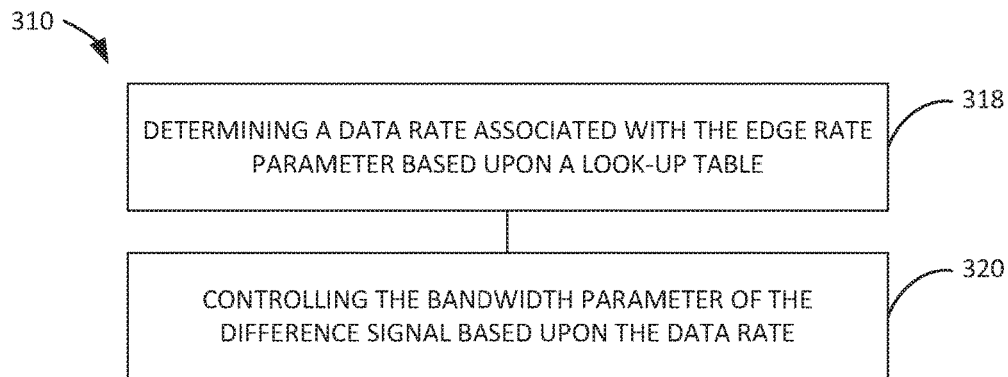 310
318
DETERMINING A DATA RATE ASSOCIATED WITH THE EDGE RATE
PARAMETER BASED UPON A LOOK-UP TABLE
320
CONTROLLING THE BANDWIDTH PARAMETER OF THE
DIFFERENCE SIGNAL BASED UPON THE DATA RATE